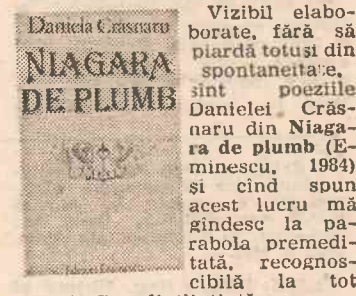 Daniela Crăsnaru
NIAGARA
DE PLUMB
Vizibil elabo-
borate, fără să
piardă totuşi din
spontaneitate,
sînt poeziile
Danielei Crăs-
naru din Niaga-
ra de plumb (E-
minescu, 1984)
şi cînd spun
acest lucru mă
gîndesc la pa-
rabola premedi-
tată, recognos-
cibilă la tot